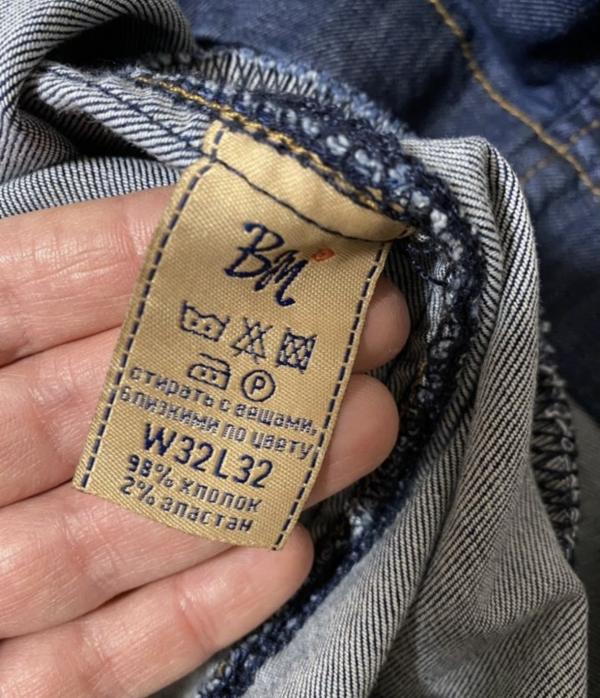 BM
P
стирать с вещами,
близкими по цвету
W32L32
98% хлопок
2% эластан